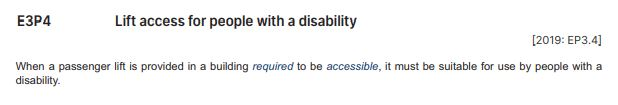 E3P4 Lift access for people with a disability
[2019: EP3.4]
When a passenger lift is provided in a building required to be accessible, it must be suitable for use by people with a
disability.